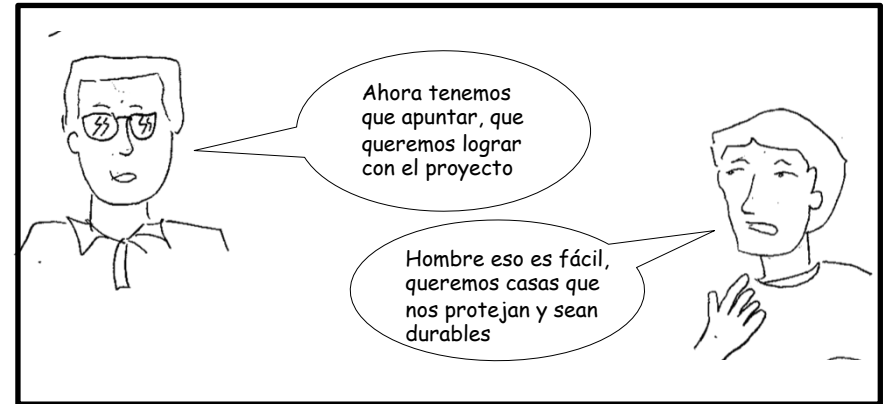 Ahora tenemos
que apuntar, que
queremos lograr
con el proyecto
Hombre eso es fácil,
queremos casas que
nos protejan y sean
durables